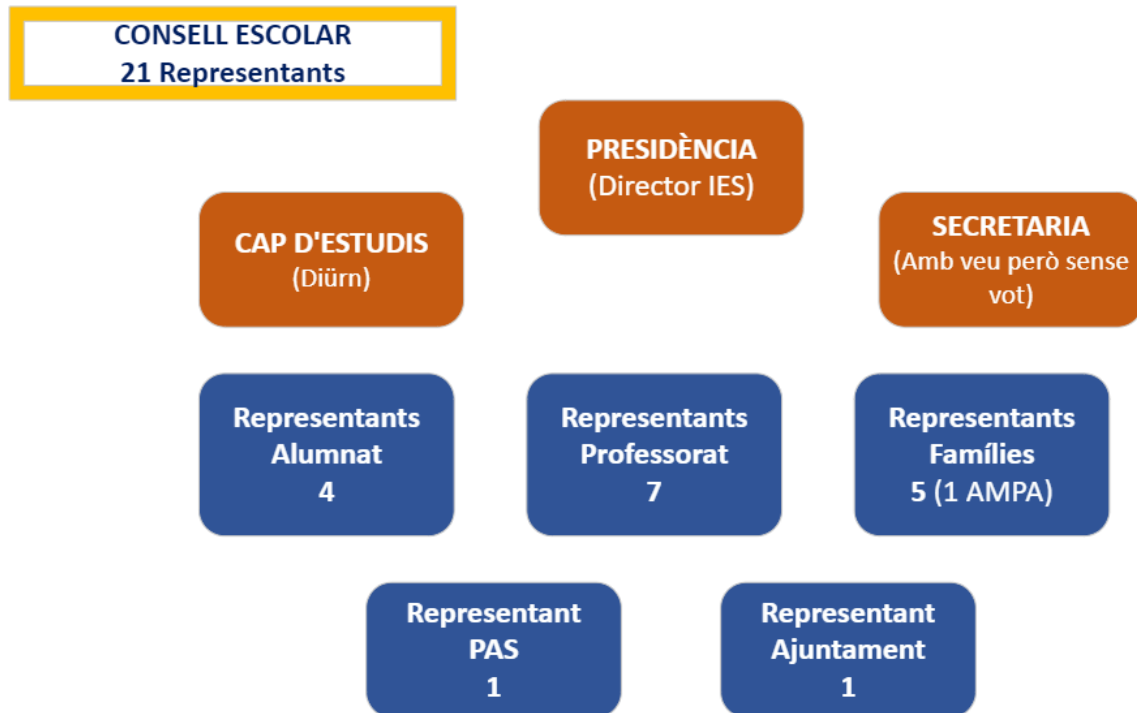 CONSELL ESCOLAR
21 Representants
PRESIDÈNCIA
(Director IES)
CAP D'ESTUDIS
(Diürn)
SECRETARIA
(Amb veu però sense
vot)
Representants
Alumnat
4
Representants
Professorat
7
Representants
Famílies
5 (1 AMPA)
Representant
PAS
1
Representant
Ajuntament
1